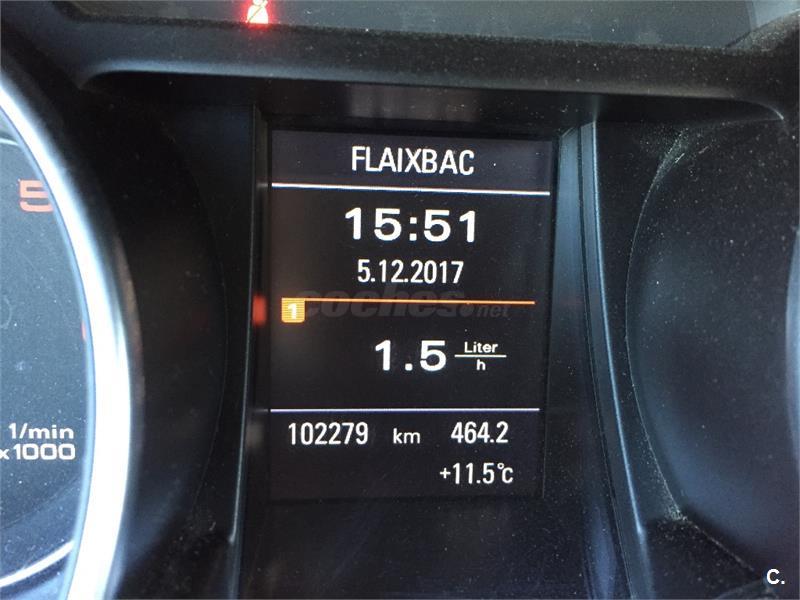 FLAIXBAC
15:51
5.12.2017
coches.net
1
1.5 Liter
h
102279 km 464.2
+11.5°c
5
1/min
x1000
C.